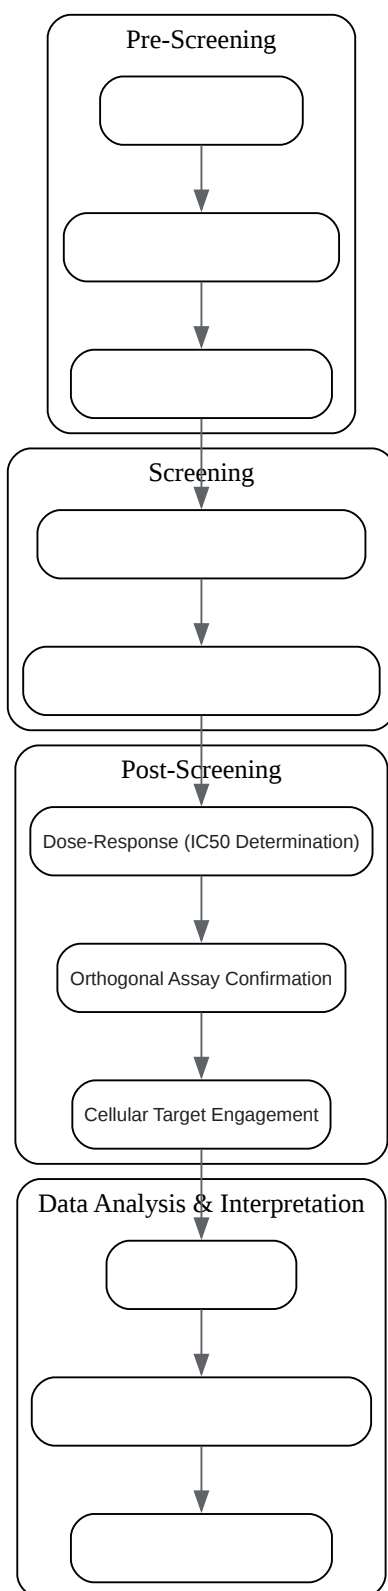 Pre-Screening
Screening
Post-Screening
Dose-Response (IC50 Determination)
Orthogonal Assay Confirmation
Cellular Target Engagement
Data Analysis & Interpretation